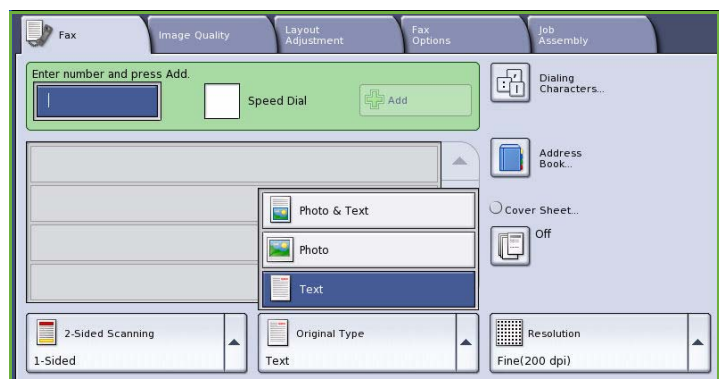 Fax
Image Quality
Layout
Adjustment
Fax
Options
Job
Assembly
Enter number and press Add.
Speed Dial
Add
Dialing
Characters...
Address
Book...
Cover Sheet...
Off
Photo & Text
Photo
Text
2-Sided Scanning
1-Sided
Original Type
Text
Resolution
Fine(200 dpi)